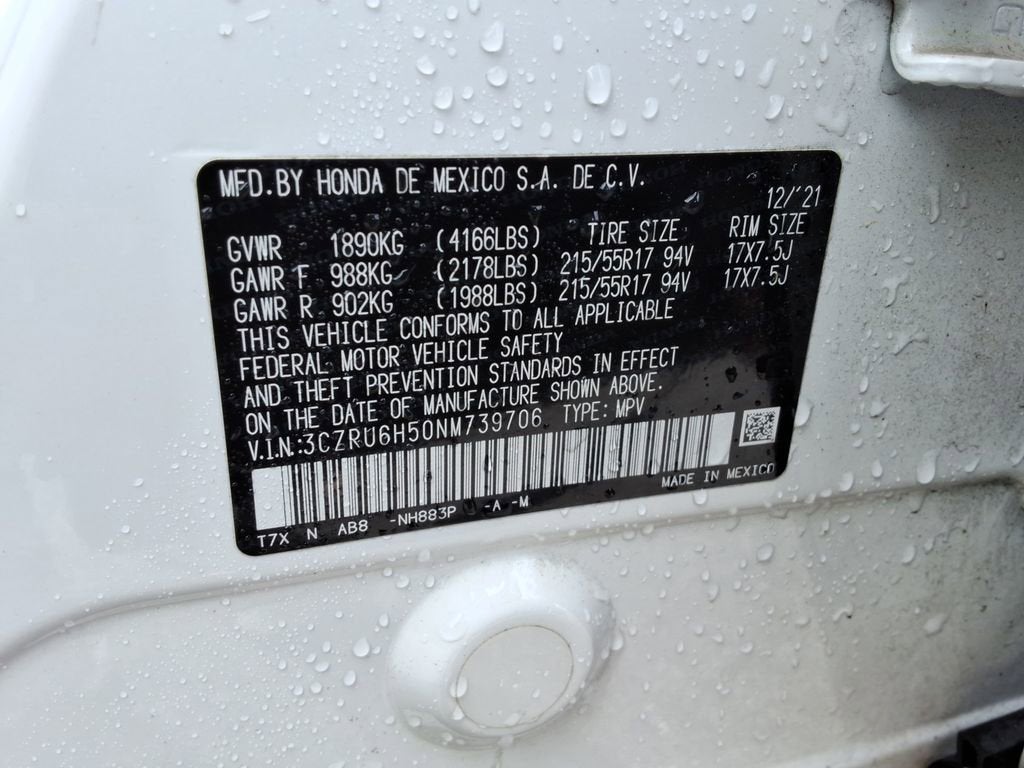 MFD.BY HONDA DE MEXICO S.A. DE C.V.
12/'21
TIRE SIZE RIM SIZE
GVWR 1890KG (4166LBS)
GAWR F 988KG (2178LBS) 215/55R17 94V 17X7.5J
GAWR R 902KG (1988LBS) 215/55R17 94V 17X7.5J
THIS VEHICLE CONFORMS TO ALL APPLICABLE
FEDERAL MOTOR VEHICLE SAFETY
AND THEFT PREVENTION STANDARDS IN EFFECT
ON THE DATE OF MANUFACTURE SHOWN ABOVE.
V.I.N:3CZRU6H50NM739706 TYPE: MPV
MADE IN MEXICO
T7X N AB8 -NH883P -A -M